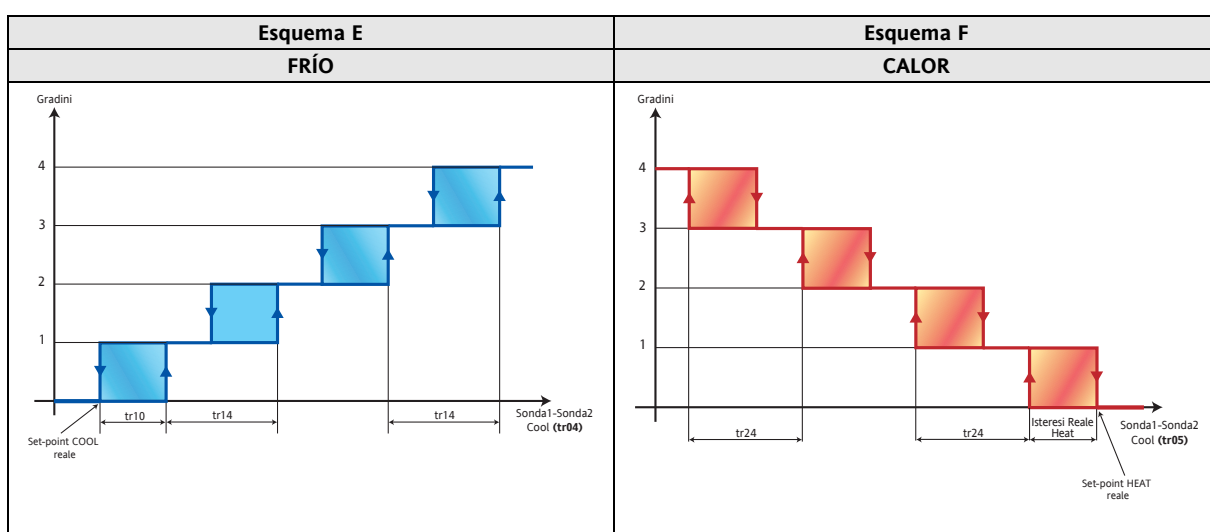 Esquema E
Esquema F
FRÍO
CALOR
Gradini
4
3
2
1
tr10
tr14
tr14
Sonda1-Sonda2
Cool (tr04)
Set-point COOL
reale
Gradini
4
3
2
1
tr24
tr24
Isteresi Reale
Heat
Sonda1-Sonda2
Cool (tr05)
Set-point HEAT
reale